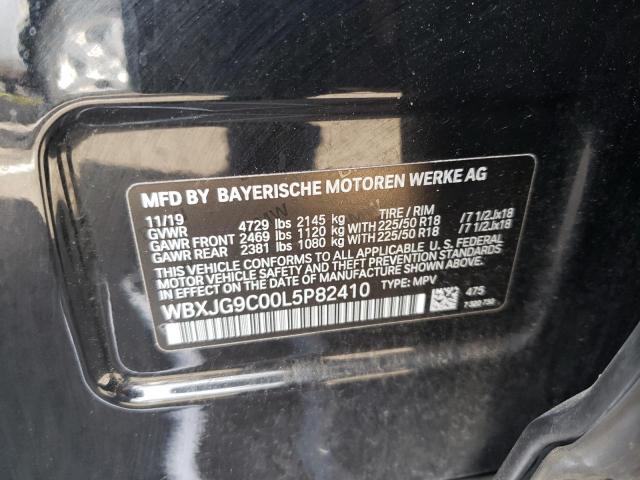 MFD BY BAYERISCHE MOTOREN WERKE AG
11/19 TIRE / RIM
GVWR 4729 lbs 2145 kg
GAWR FRONT 2469 lbs 1120 kg WITH 225/50 R18 /7 1/2Jx18
GAWR REAR 2381 lbs 1080 kg WITH 225/50 R18 /7 1/2Jx18
THIS VEHICLE CONFORMS TO ALL APPLICABLE U.S. FEDERAL
MOTOR VEHICLE SAFETY, BUMPER, AND THEFT PREVENTION
STANDARDS IN EFFECT ON THE DATE OF MANUFACTURE SHOWN ABOVE.
WBXJG9C00L5P82410 TYPE: MPV
475